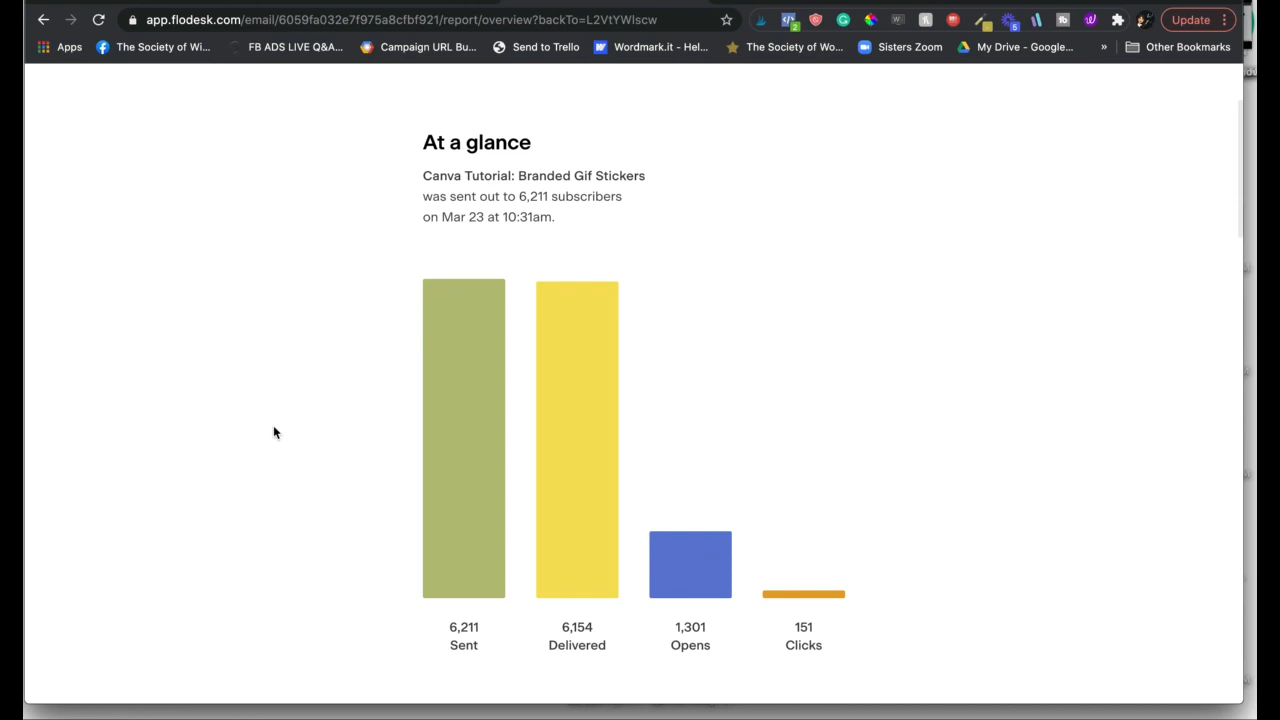 app.flodesk.com/email/6059fa032e7f975a8cfbf921/report/overview?backTo=L2VtYWlscw
Update
Apps
The Society of Wi...
FB ADS LIVE Q&A...
Campaign URL Bu...
Send to Trello
Wordmark.it - Hel...
The Society of Wo...
Sisters Zoom
My Drive - Google...
»
Other Bookmarks
At a glance
Canva Tutorial: Branded Gif Stickers
was sent out to 6,211 subscribers
on Mar 23 at 10:31am.
6,211
Sent
6,154
Delivered
1,301
Opens
151
Clicks